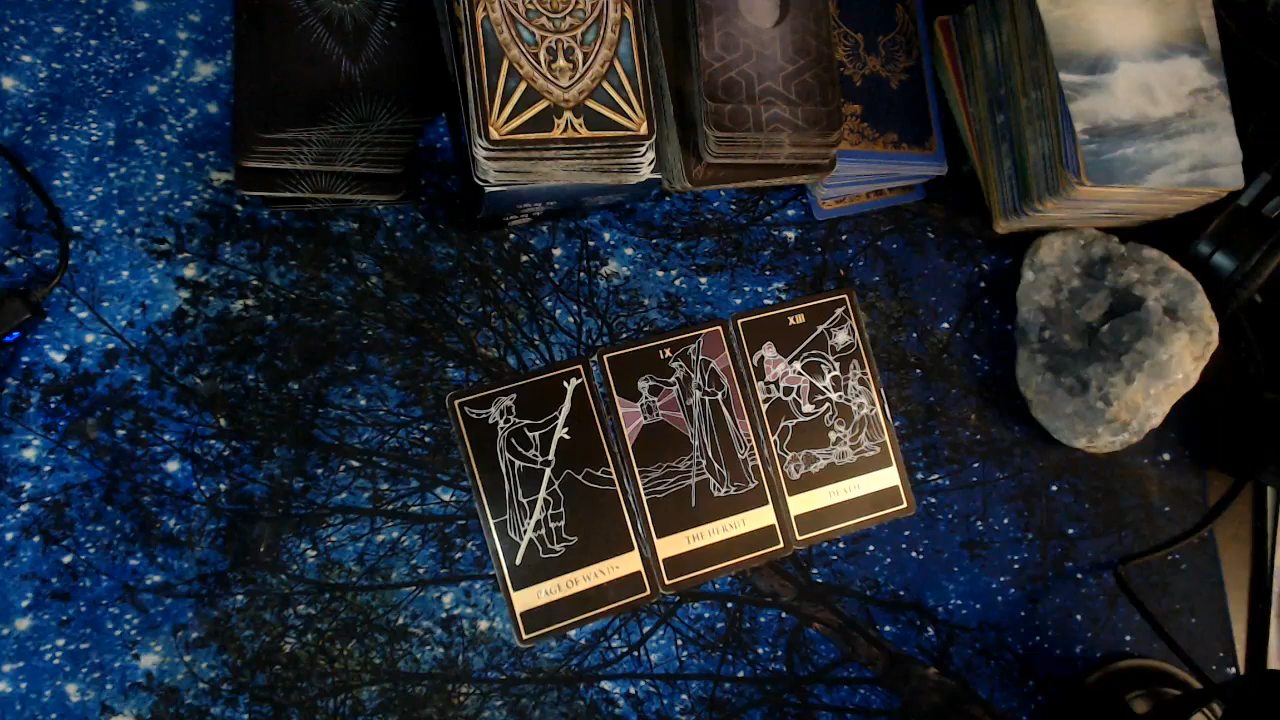 PAGE OF WANDS
IX
THE HERMIT
XIII
DEATH